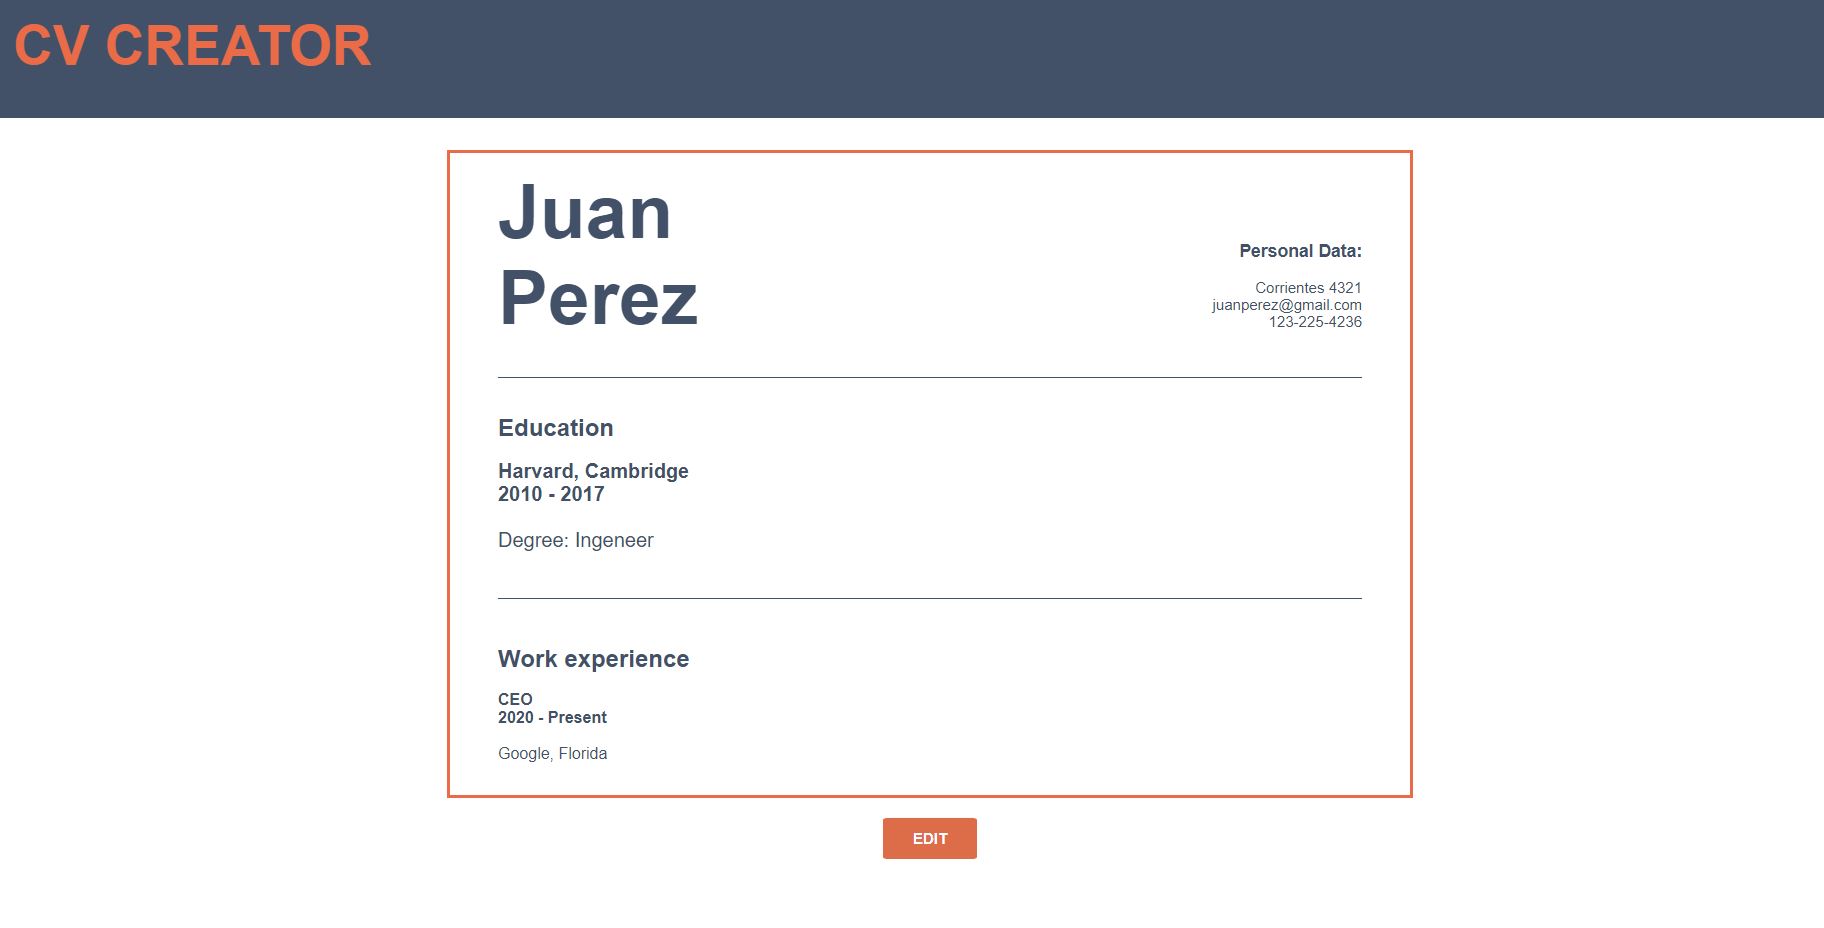 CV CREATOR
Juan
Perez
Personal Data:
Corrientes 4321
juanperez@gmail.com
123-225-4236
Education
Harvard, Cambridge
2010 - 2017
Degree: Ingeneer
Work experience
CEO
2020 - Present
Google, Florida
EDIT